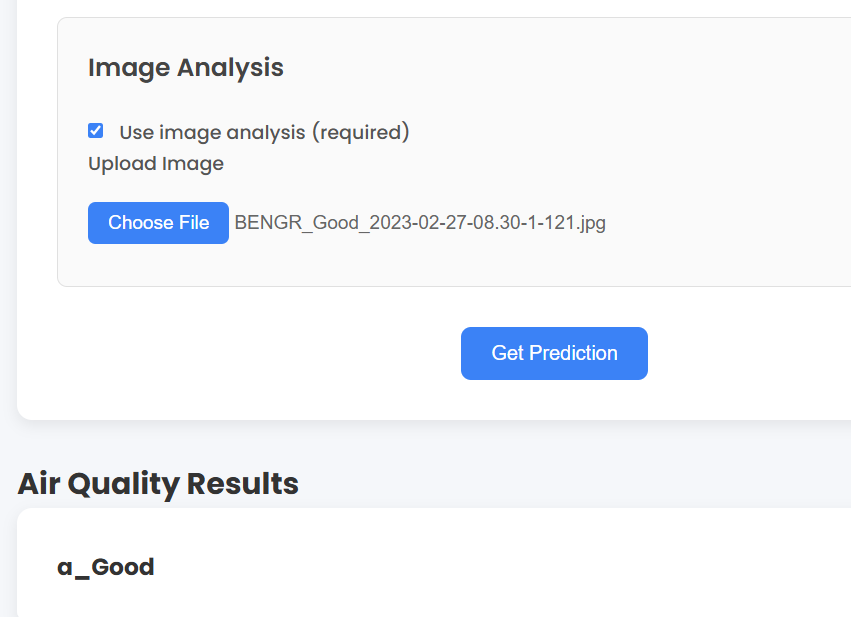 Image Analysis
Use image analysis (required)
Upload Image
Choose File BENGR_Good_2023-02-27-08.30-1-121.jpg
Get Prediction
Air Quality Results
a_Good